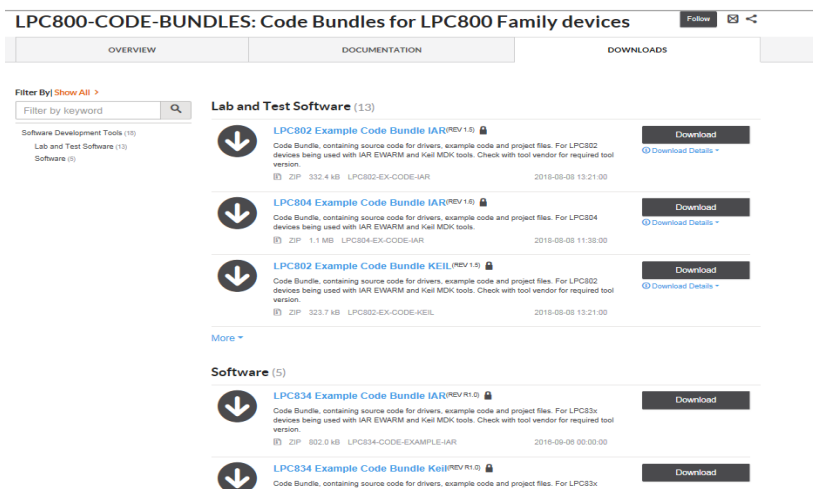 LPC800-CODE-BUNDLES: Code Bundles for LPC800 Family devices
Follow
OVERVIEW
DOCUMENTATION
DOWNLOADS
Filter By| Show All >
Filter by keyword
Software Development Tools (18)
Lab and Test Software (13)
Software (5)
Lab and Test Software (13)
LPC802 Example Code Bundle IAR(REV 1.5)
Code Bundle, containing source code for drivers, example code and project files. For LPC802
devices being used with IAR EWARM and Keil MDK tools. Check with tool vendor for required tool
version.
ZIP 332.4 kB LPC802-EX-CODE-IAR 2018-08-08 13:21:00
Download
Download Details
LPC804 Example Code Bundle IAR(REV 1.6)
Code Bundle, containing source code for drivers, example code and project files. For LPC804
devices being used with IAR EWARM and Keil MDK tools.
ZIP 1.1 MB LPC804-EX-CODE-IAR 2018-08-08 11:38:00
Download
Download Details
LPC802 Example Code Bundle KEIL(REV 1.5)
Code Bundle, containing source code for drivers, example code and project files. For LPC802
devices being used with IAR EWARM and Keil MDK tools. Check with tool vendor for required tool
version.
ZIP 323.7 kB LPC802-EX-CODE-KEIL 2018-08-08 13:21:00
Download
Download Details
More
Software (5)
LPC834 Example Code Bundle IAR(REV R1.0)
Code Bundle, containing source code for drivers, example code and project files. For LPC83x
devices being used with IAR EWARM and Keil MDK tools. Check with tool vendor for required tool
version.
ZIP 802.0 kB LPC834-CODE-EXAMPLE-IAR 2016-09-08 00:00:00
Download
LPC834 Example Code Bundle Keil(REV R1.0)
Code Bundle, containing source code for drivers, example code and project files. For LPC83x
Download